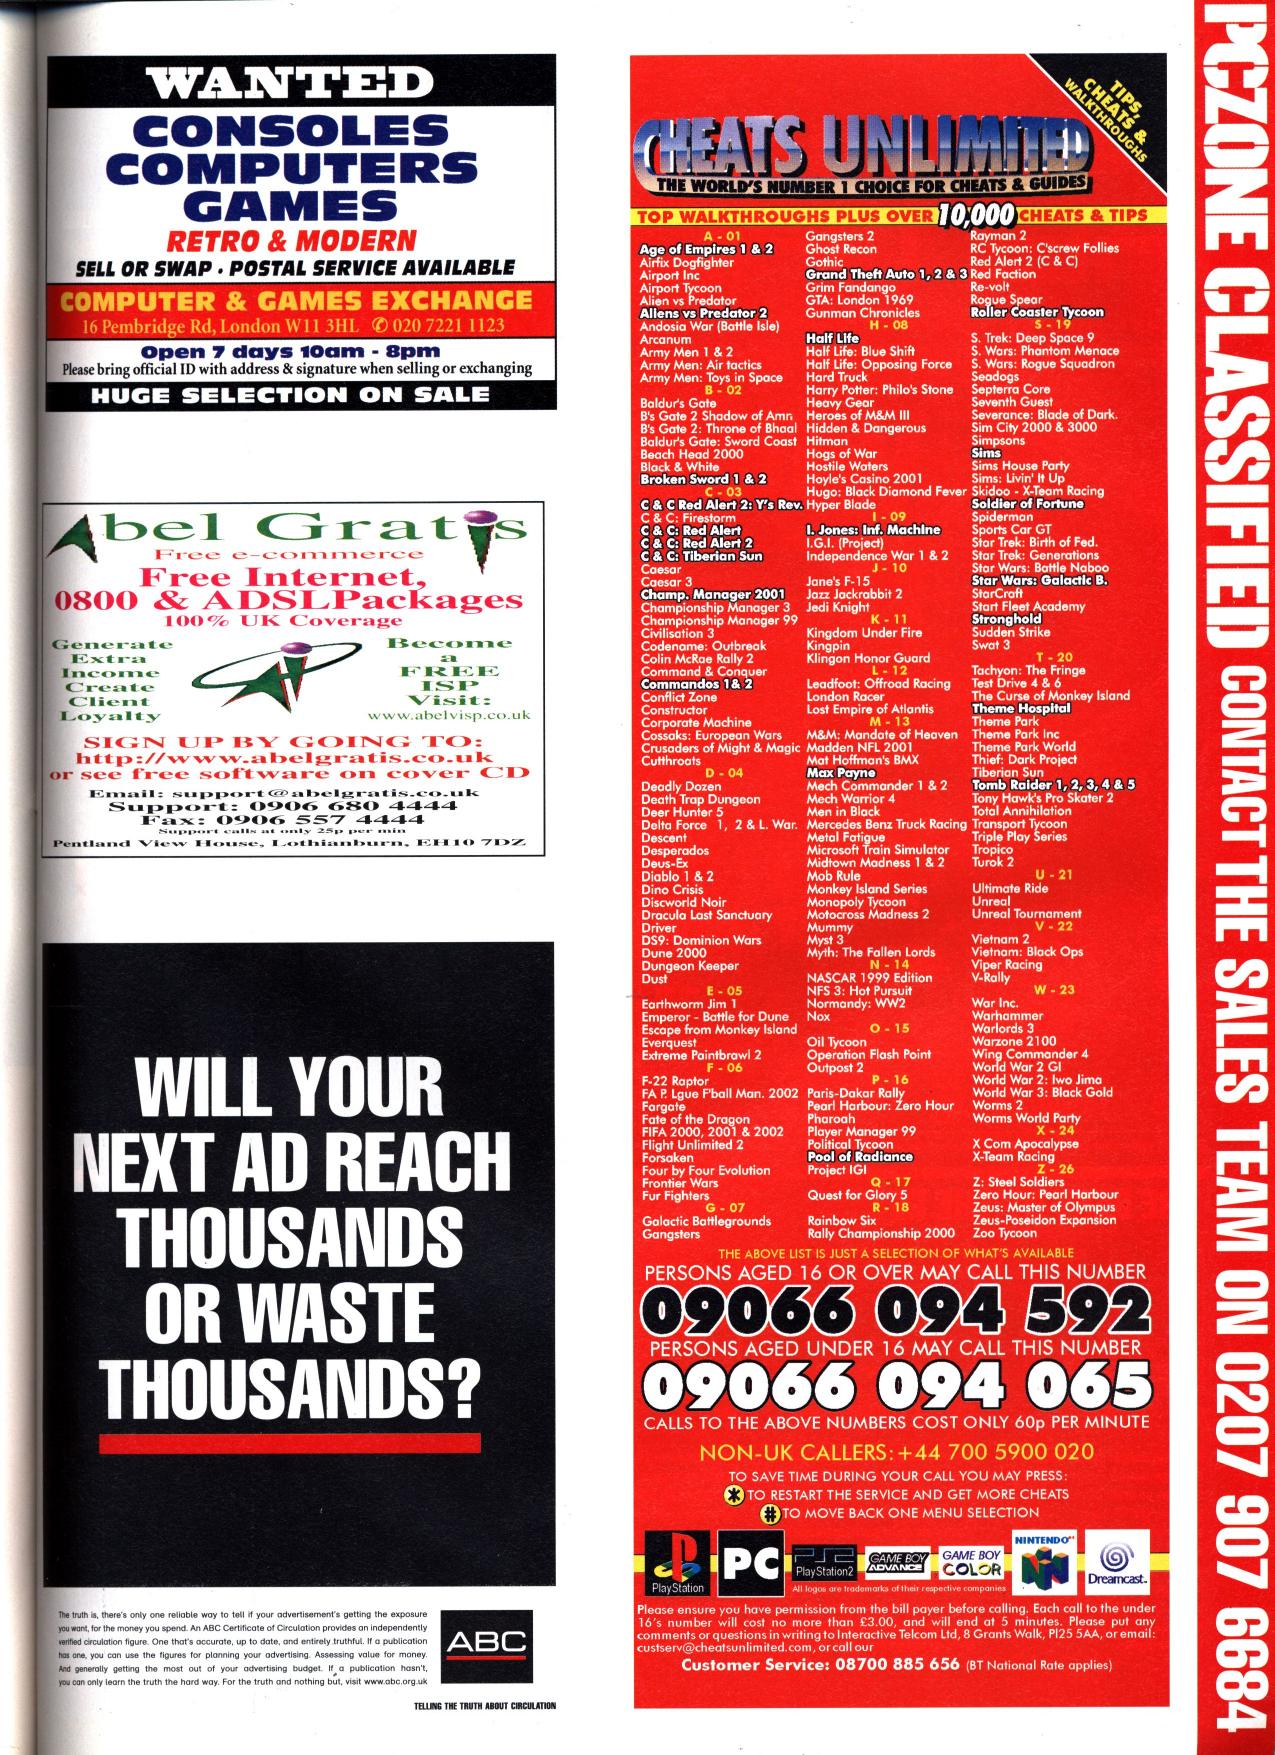 WANTED
CONSOLES
COMPUTERS
GAMES
RETRO & MODERN
SELL OR SWAP · POSTAL SERVICE AVAILABLE
COMPUTER & GAMES EXCHANGE
16 Pembridge Rd, London W11 3HL ✆ 020 7221 1123
Open 7 days 10am - 8pm
Please bring official ID with address & signature when selling or exchanging
HUGE SELECTION ON SALE
Abel Gratis
Free e-commerce
Free Internet,
0800 & ADSLPackages
100% UK Coverage
Generate
Extra
Income
Create
Client
Loyalty
Become
a
FREE
ISP
Visit:
www.abelvisp.co.uk
SIGN UP BY GOING TO:
http://www.abelgratis.co.uk
or see free software on cover CD
Email: support@abelgratis.co.uk
Support: 0906 680 4444
Fax: 0906 557 4444
Support calls at only 25p per min
Pentland View House, Lothianburn, EH10 7DZ
WILL YOUR
NEXT AD REACH
THOUSANDS
OR WASTE
THOUSANDS?
The truth is, there's only one reliable way to tell if your advertisement's getting the exposure
you want, for the money you spend. An ABC Certificate of Circulation provides an independently
verified circulation figure. One that's accurate, up to date, and entirely truthful. If a publication
has one, you can use the figures for planning your advertising. Assessing value for money.
And generally getting the most out of your advertising budget. If a publication hasn't,
you can only learn the truth the hard way. For the truth and nothing but, visit www.abc.org.uk
ABC
TELLING THE TRUTH ABOUT CIRCULATION
TIPS,
CHEATS &
WALKTHROUGHS
CHEATS UNLIMITED
THE WORLD'S NUMBER 1 CHOICE FOR CHEATS & GUIDES
TOP WALKTHROUGHS PLUS OVER 10,000 CHEATS & TIPS
A - 01
Age of Empires 1 & 2
Airfix Dogfighter
Airport Inc
Airport Tycoon
Alien vs Predator
Aliens vs Predator 2
Andosia War (Battle Isle)
Arcanum
Army Men 1 & 2
Army Men: Air tactics
Army Men: Toys in Space
B - 02
Baldur's Gate
B's Gate 2 Shadow of Amn
B's Gate 2: Throne of Bhaal
Baldur's Gate: Sword Coast
Beach Head 2000
Black & White
Broken Sword 1 & 2
C - 03
C & C Red Alert 2: Y's Rev.
C & C: Firestorm
C & C: Red Alert
C & C: Red Alert 2
C & C: Tiberian Sun
Caesar
Caesar 3
Champ. Manager 2001
Championship Manager 3
Championship Manager 99
Civilisation 3
Codename: Outbreak
Colin McRae Rally 2
Command & Conquer
Commandos 1& 2
Conflict Zone
Constructor
Corporate Machine
Cossaks: European Wars
Crusaders of Might & Magic
Cutthroats
D - 04
Deadly Dozen
Death Trap Dungeon
Deer Hunter 5
Delta Force 1, 2 & L. War.
Descent
Desperados
Deus-Ex
Diablo 1 & 2
Dino Crisis
Discworld Noir
Dracula Last Sanctuary
Driver
DS9: Dominion Wars
Dune 2000
Dungeon Keeper
Dust
E - 05
Earthworm Jim 1
Emperor - Battle for Dune
Escape from Monkey Island
Everquest
Extreme Paintbrawl 2
F - 06
F-22 Raptor
FA P. Lgue F'ball Man. 2002
Fargate
Fate of the Dragon
FIFA 2000, 2001 & 2002
Flight Unlimited 2
Forsaken
Four by Four Evolution
Frontier Wars
Fur Fighters
G - 07
Galactic Battlegrounds
Gangsters
Gangsters 2
Ghost Recon
Gothic
Grand Theft Auto 1, 2 & 3
Grim Fandango
GTA: London 1969
Gunman Chronicles
H - 08
Half Life
Half Life: Blue Shift
Half Life: Opposing Force
Hard Truck
Harry Potter: Philo's Stone
Heavy Gear
Heroes of M&M III
Hidden & Dangerous
Hitman
Hogs of War
Hostile Waters
Hoyle's Casino 2001
Hugo: Black Diamond Fever
Hyper Blade
I - 09
I. Jones: Inf. Machine
I.G.I. (Project)
Independence War 1 & 2
J - 10
Jane's F-15
Jazz Jackrabbit 2
Jedi Knight
K - 11
Kingdom Under Fire
Kingpin
Klingon Honor Guard
L - 12
Leadfoot: Offroad Racing
London Racer
Lost Empire of Atlantis
M - 13
M&M: Mandate of Heaven
Madden NFL 2001
Mat Hoffman's BMX
Max Payne
Mech Commander 1 & 2
Mech Warrior 4
Men in Black
Mercedes Benz Truck Racing
Metal Fatigue
Microsoft Train Simulator
Midtown Madness 1 & 2
Mob Rule
Monkey Island Series
Monopoly Tycoon
Motocross Madness 2
Mummy
Myst 3
Myth: The Fallen Lords
N - 14
NASCAR 1999 Edition
NFS 3: Hot Pursuit
Normandy: WW2
Nox
O - 15
Oil Tycoon
Operation Flash Point
Outpost 2
P - 16
Paris-Dakar Rally
Pearl Harbour: Zero Hour
Pharoah
Player Manager 99
Political Tycoon
Pool of Radiance
Project IGI
Q - 17
Quest for Glory 5
R - 18
Rainbow Six
Rally Championship 2000
Rayman 2
RC Tycoon: C'screw Follies
Red Alert 2 (C & C)
Red Faction
Re-volt
Rogue Spear
Roller Coaster Tycoon
S - 19
S. Trek: Deep Space 9
S. Wars: Phantom Menace
S. Wars: Rogue Squadron
Seadogs
Septerra Core
Seventh Guest
Severance: Blade of Dark.
Sim City 2000 & 3000
Simpsons
Sims
Sims House Party
Sims: Livin' It Up
Skidoo - X-Team Racing
Soldier of Fortune
Spiderman
Sports Car GT
Star Trek: Birth of Fed.
Star Trek: Generations
Star Wars: Battle Naboo
Star Wars: Galactic B.
StarCraft
Start Fleet Academy
Stronghold
Sudden Strike
Swat 3
T - 20
Tachyon: The Fringe
Test Drive 4 & 6
The Curse of Monkey Island
Theme Hospital
Theme Park
Theme Park Inc
Theme Park World
Thief: Dark Project
Tiberian Sun
Tomb Raider 1, 2, 3, 4 & 5
Tony Hawk's Pro Skater 2
Total Annihilation
Transport Tycoon
Triple Play Series
Tropico
Turok 2
U - 21
Ultimate Ride
Unreal
Unreal Tournament
V - 22
Vietnam 2
Vietnam: Black Ops
Viper Racing
V-Rally
W - 23
War Inc.
Warhammer
Warlords 3
Warzone 2100
Wing Commander 4
World War 2 GI
World War 2: Iwo Jima
World War 3: Black Gold
Worms 2
Worms World Party
X - 24
X Com Apocalypse
X-Team Racing
Z - 26
Z: Steel Soldiers
Zero Hour: Pearl Harbour
Zeus: Master of Olympus
Zeus-Poseidon Expansion
Zoo Tycoon
THE ABOVE LIST IS JUST A SELECTION OF WHAT'S AVAILABLE
PERSONS AGED 16 OR OVER MAY CALL THIS NUMBER
09066 094 592
PERSONS AGED UNDER 16 MAY CALL THIS NUMBER
09066 094 065
CALLS TO THE ABOVE NUMBERS COST ONLY 60p PER MINUTE
NON-UK CALLERS: +44 700 5900 020
TO SAVE TIME DURING YOUR CALL YOU MAY PRESS:
* TO RESTART THE SERVICE AND GET MORE CHEATS
# TO MOVE BACK ONE MENU SELECTION
PlayStation
PC
PS2
PlayStation2
GAME BOY
ADVANCE
GAME BOY
COLOR
NINTENDO64
Dreamcast.
All logos are trademarks of their respective companies
Please ensure you have permission from the bill payer before calling. Each call to the under
16's number will cost no more than £3.00, and will end at 5 minutes. Please put any
comments or questions in writing to Interactive Telcom Ltd, 8 Grants Walk, Pl25 5AA, or email:
custserv@cheatsunlimited.com, or call our
Customer Service: 08700 885 656 (BT National Rate applies)
PCZONE CLASSIFIED CONTACT THE SALES TEAM ON 0207 907 6684